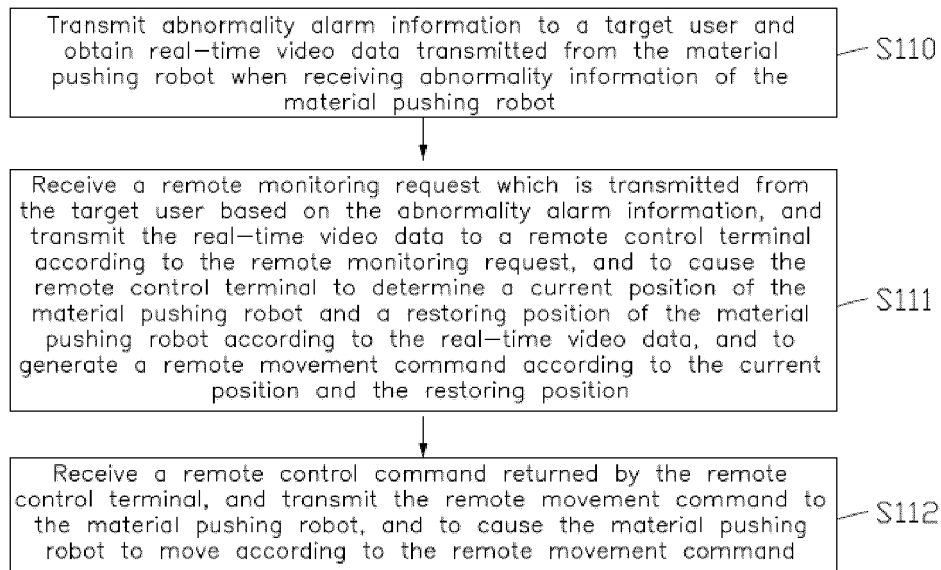 Transmit abnormality alarm information to a target user and
obtain real-time video data transmitted from the material
pushing robot when receiving abnormality information of the
material pushing robot
S110
Receive a remote monitoring request which is transmitted from
the target user based on the abnormality alarm information, and
transmit the real-time video data to a remote control terminal
according to the remote monitoring request, and to cause the
remote control terminal to determine a current position of the
material pushing robot and a restoring position of the material
pushing robot according to the real-time video data, and to
generate a remote movement command according to the current
position and the restoring position
S111
Receive a remote control command returned by the remote
control terminal, and transmit the remote movement command to
the material pushing robot, and to cause the material pushing
robot to move according to the remote movement command
S112